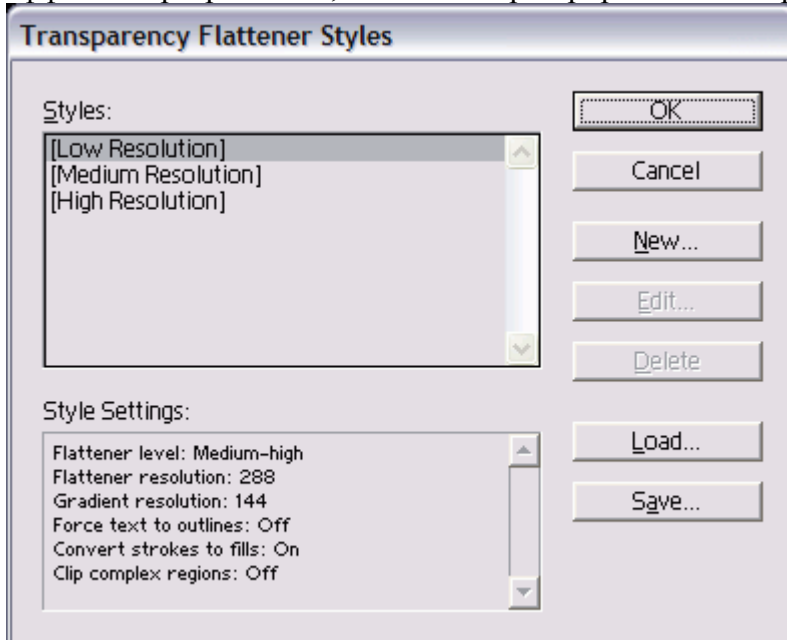 Transparency Flattener Styles
Styles:
[Low Resolution]
[Medium Resolution]
[High Resolution]
OK
Cancel
New...
Edit...
Delete
Style Settings:
Flattener level: Medium-high
Flattener resolution: 288
Gradient resolution: 144
Force text to outlines: Off
Convert strokes to fills: On
Clip complex regions: Off
Load...
Save...